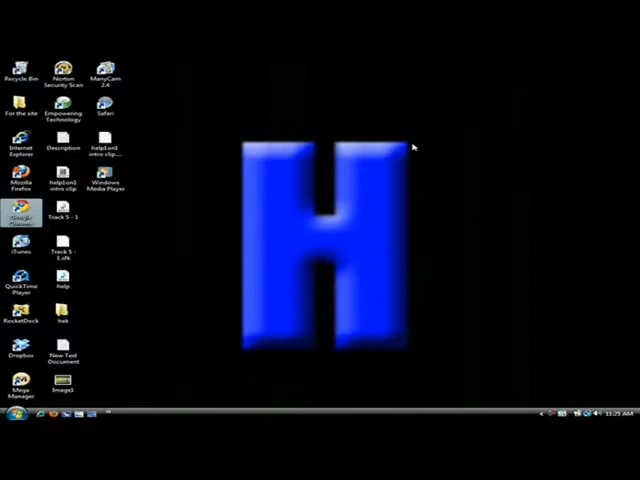 Recycle Bin
Norton
Security Scan
ManyCam
2.4
For the site
Empowering
Technology
Safari
Internet
Explorer
Description
help1on1
intro clip....
Mozilla
Firefox
help1on1
intro clip
Windows
Media Player
Google
Chrome
Track 5 - 1
iTunes
Track 5 -
1.sfk
QuickTime
Player
help
RocketDock
hek
Dropbox
New Text
Document
Mega
Manager
Image1
H
11:25 AM